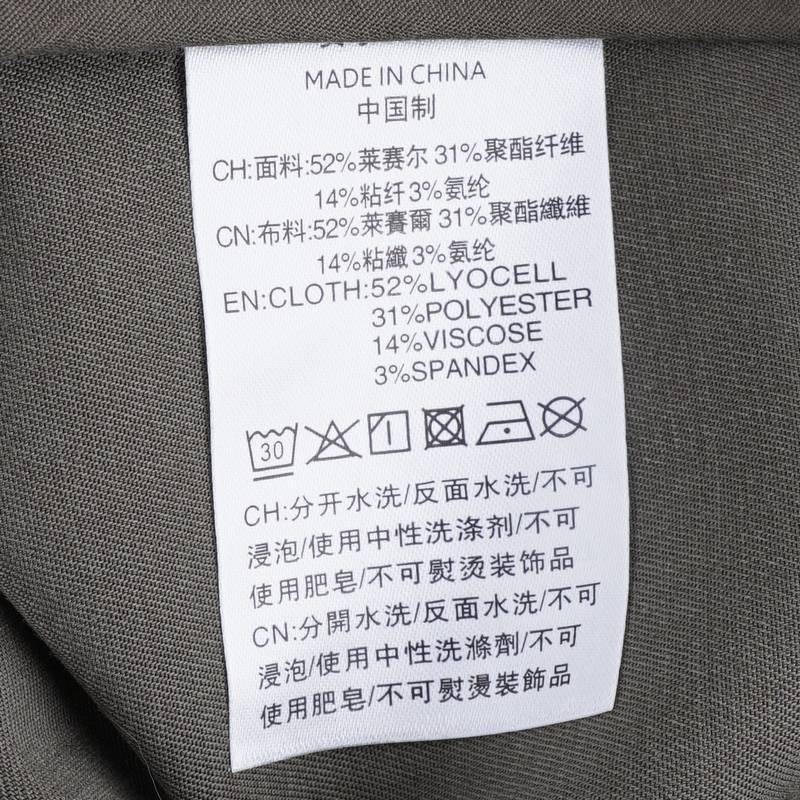 MADE IN CHINA
中国制
CH:面料:52%莱赛尔 31%聚酯纤维
14%粘纤 3%氨纶
CN:布料:52%萊賽爾 31%聚酯纖維
14%粘纖 3%氨纶
EN:CLOTH:52%LYOCELL
31%POLYESTER
14%VISCOSE
3%SPANDEX
30
CH:分开水洗/反面水洗/不可
浸泡/使用中性洗涤剂/不可
使用肥皂/不可熨烫装饰品
CN:分開水洗/反面水洗/不可
浸泡/使用中性洗滌劑/不可
使用肥皂/不可熨燙裝飾品